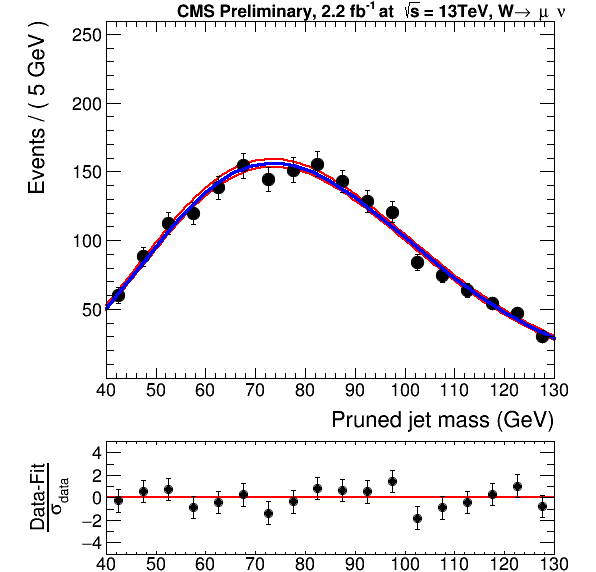 CMS Preliminary, 2.2 fb⁻¹ at √s = 13TeV, W→ μ ν
Events / ( 5 GeV )
250
200
150
100
50
40 50 60 70 80 90 100 110 120 130
Pruned jet mass (GeV)
Data-Fit
σdata
4
2
0
−2
−4
40 50 60 70 80 90 100 110 120 130